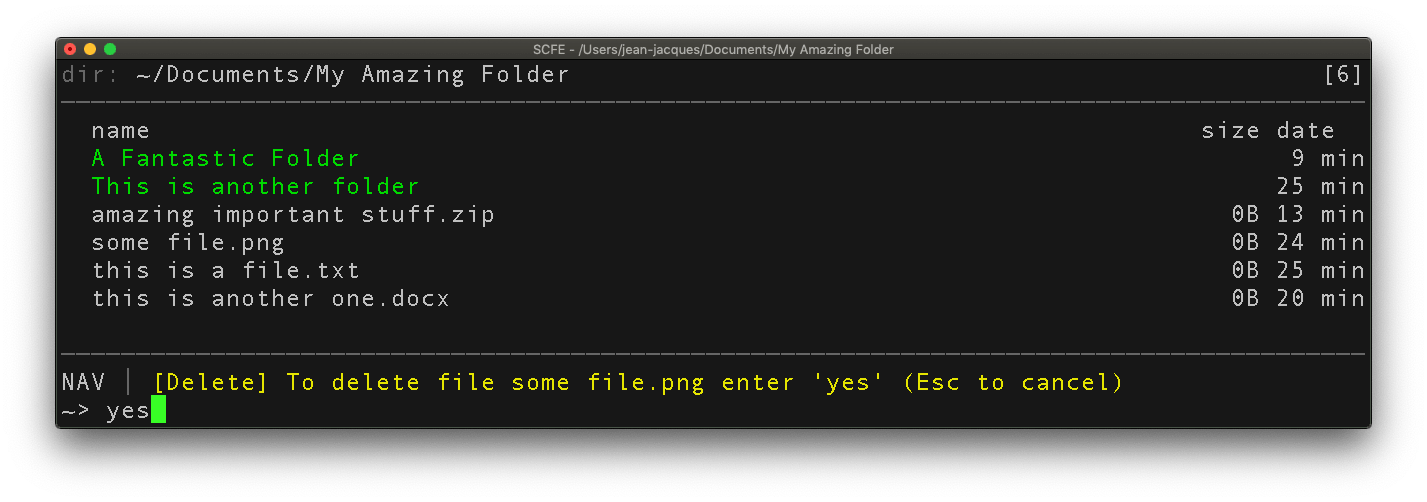 SCFE - /Users/jean-jacques/Documents/My Amazing Folder
dir: ~/Documents/My Amazing Folder [6]
name size date
A Fantastic Folder 9 min
This is another folder 25 min
amazing important stuff.zip 0B 13 min
some file.png 0B 24 min
this is a file.txt 0B 25 min
this is another one.docx 0B 20 min
NAV | [Delete] To delete file some file.png enter 'yes' (Esc to cancel)
~> yes